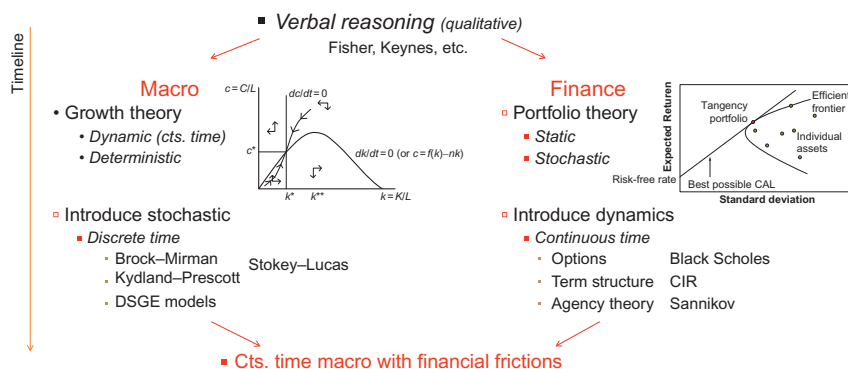 Timeline
Verbal reasoning (qualitative)
Fisher, Keynes, etc.
Macro
Growth theory
Dynamic (cts. time)
Deterministic
c = C/L
dc/dt = 0
c*
dk/dt = 0 (or c = f(k) – nk)
k*
k**
k = K/L
Introduce stochastic
Discrete time
Brock–Mirman
Kydland–Prescott
DSGE models
Stokey–Lucas
Finance
Portfolio theory
Static
Stochastic
Expected Returen
Tangency
portfolio
Efficient
frontier
Individual
assets
Risk-free rate
Best possible CAL
Standard deviation
Introduce dynamics
Continuous time
Options Black Scholes
Term structure CIR
Agency theory Sannikov
Cts. time macro with financial frictions